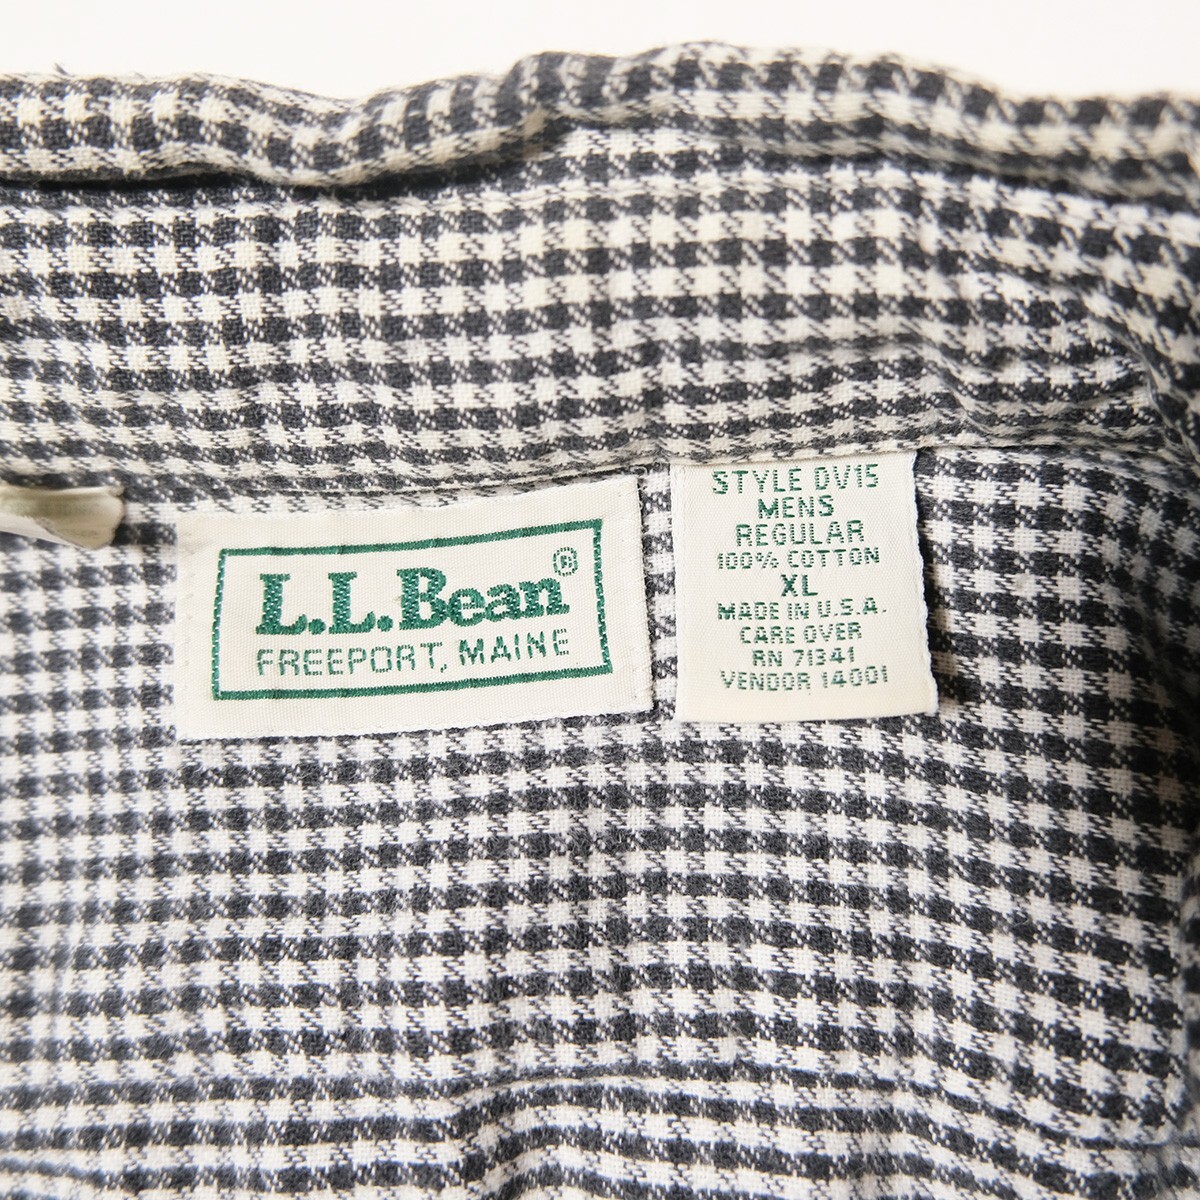 L.L.Bean®
FREEPORT, MAINE
STYLE DV15
MENS
REGULAR
100% COTTON
XL
MADE IN U.S.A.
CARE OVER
RN 71341
VENDOR 14001